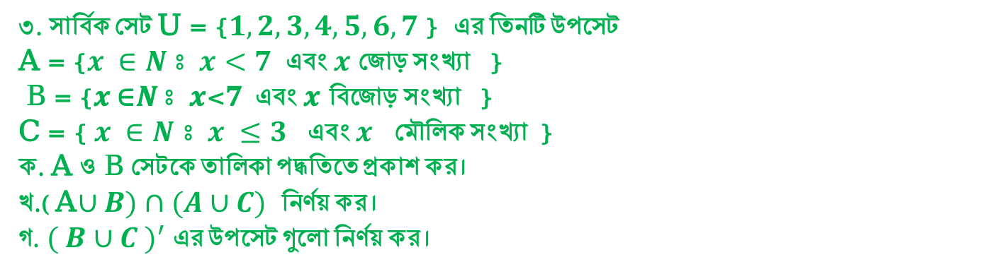 ৩. সার্বিক সেট U = {1, 2, 3, 4, 5, 6, 7 } এর তিনটি উপসেট
A = {x ∈ N ঃ x < 7 এবং x জোড় সংখ্যা }
B = {x ∈N ঃ x<7 এবং x বিজোড় সংখ্যা }
C = { x ∈ N ঃ x ≤ 3 এবং x মৌলিক সংখ্যা }
ক. A ও B সেটকে তালিকা পদ্ধতিতে প্রকাশ কর।
খ.( A∪ B) ∩ (A ∪ C) নির্ণয় কর।
গ. ( B ∪ C )′ এর উপসেট গুলো নির্ণয় কর।